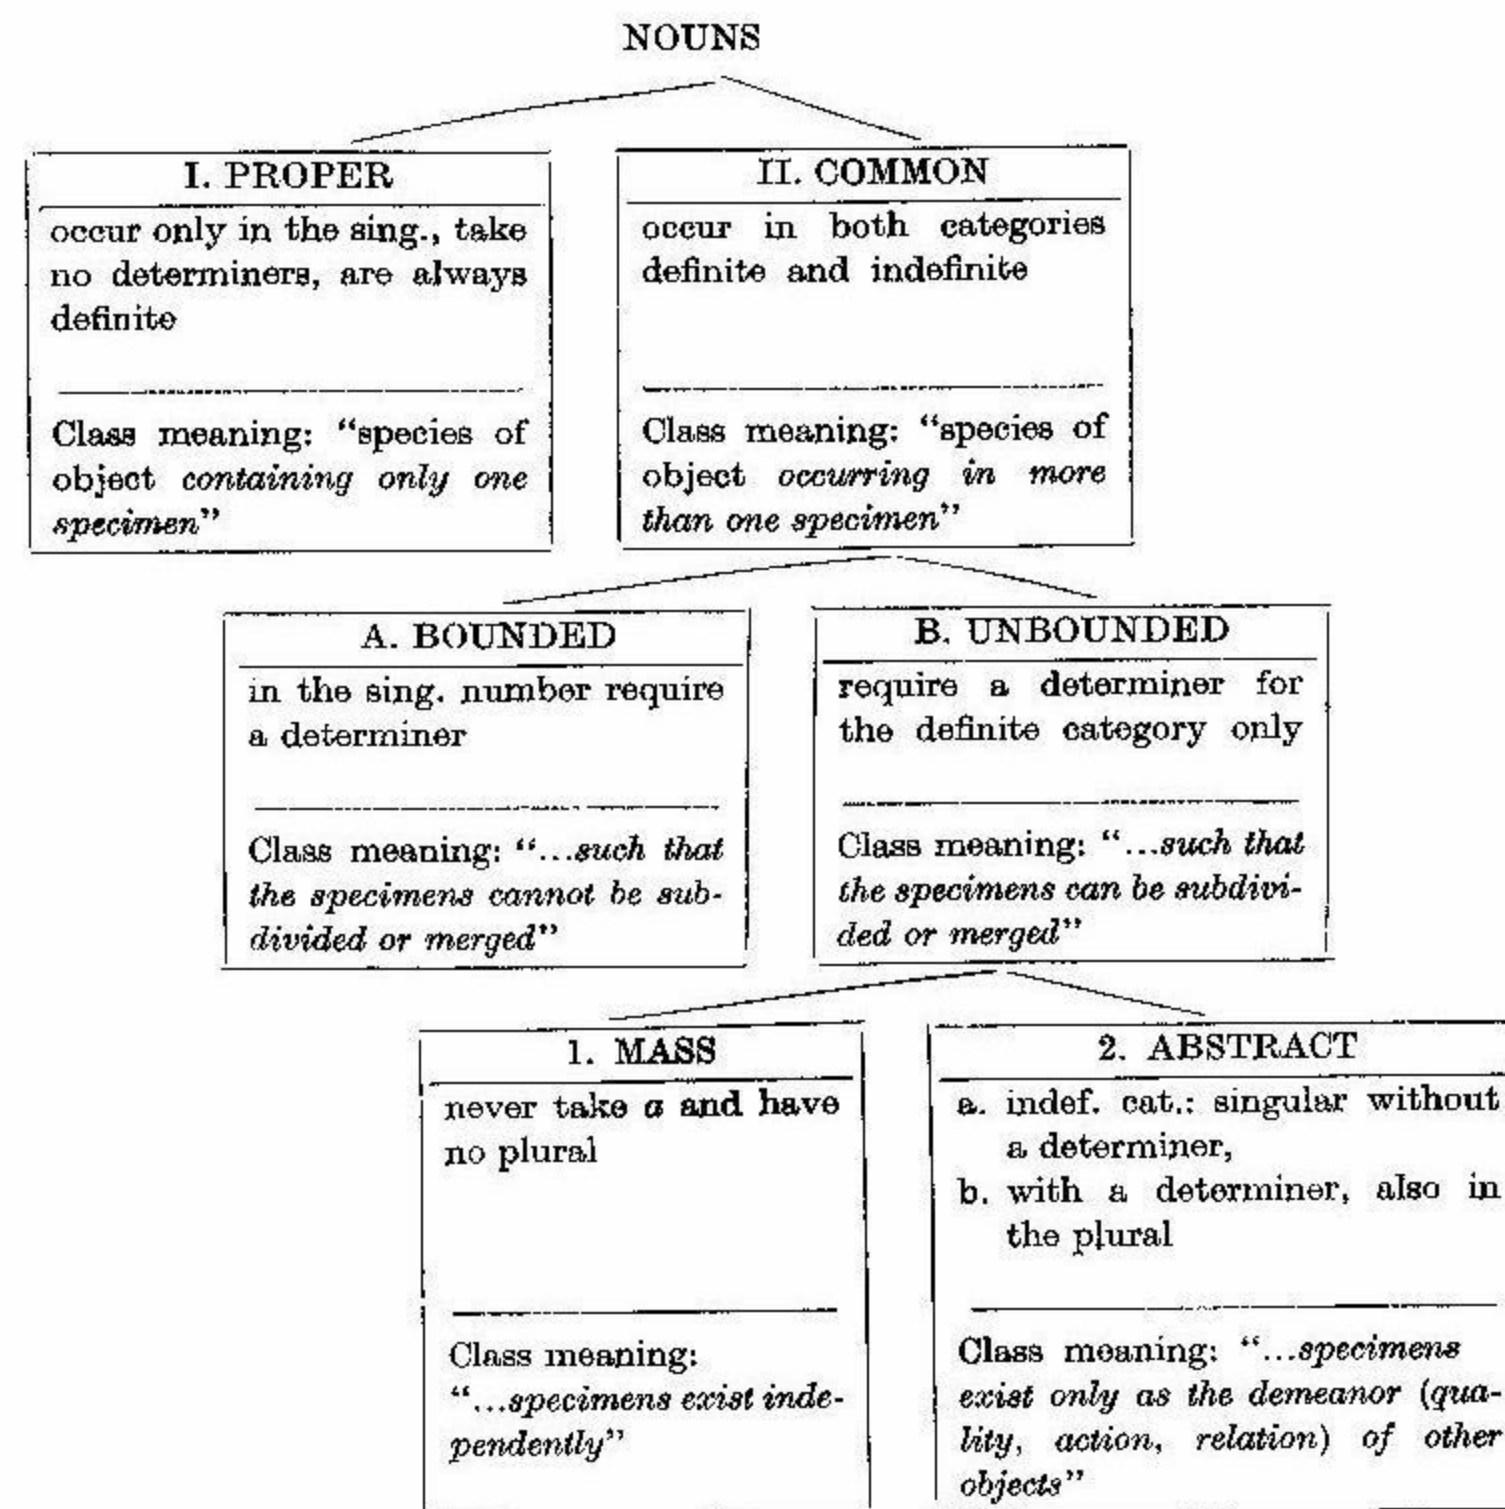 NOUNS
I. PROPER
occur only in the sing., take
no determiners, are always
definite
Class meaning: “species of
object containing only one
specimen”
II. COMMON
occur in both categories
definite and indefinite
Class meaning: “species of
object occurring in more
than one specimen”
A. BOUNDED
in the sing. number require
a determiner
Class meaning: “...such that
the specimens cannot be sub-
divided or merged”
B. UNBOUNDED
require a determiner for
the definite category only
Class meaning: “...such that
the specimens can be subdivi-
ded or merged”
1. MASS
never take a and have
no plural
Class meaning:
“...specimens exist inde-
pendently”
2. ABSTRACT
a. indef. cat.: singular without
a determiner,
b. with a determiner, also in
the plural
Class meaning: “...specimens
exist only as the demeanor (qua-
lity, action, relation) of other
objects”